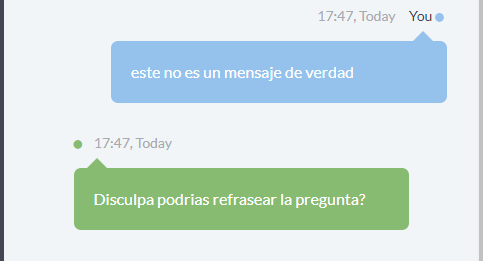 17:47, Today You
este no es un mensaje de verdad
17:47, Today
Disculpa podrias refrasear la pregunta?